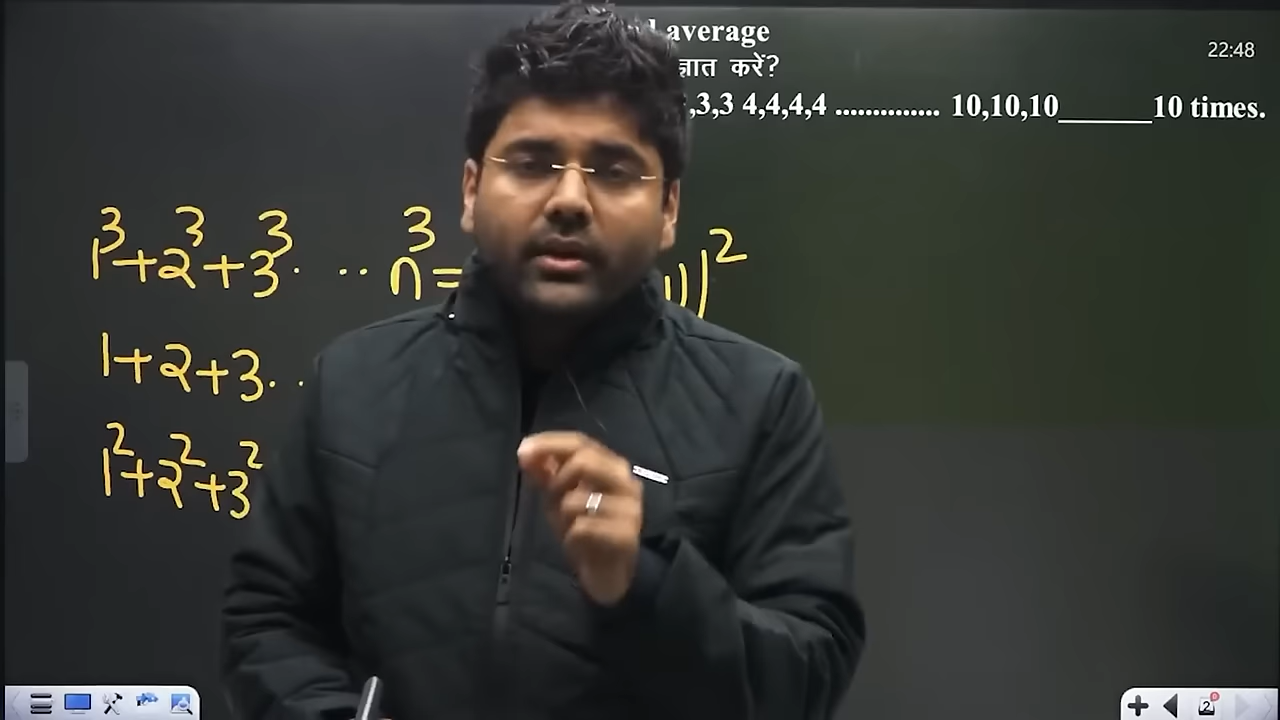 average
ज्ञात करें?
22:48
,3,3 4,4,4,4 .............. 10,10,10______10 times.
1³+2³+3³. .. n³=
)²
1+2+3..
1²+2²+3²
2